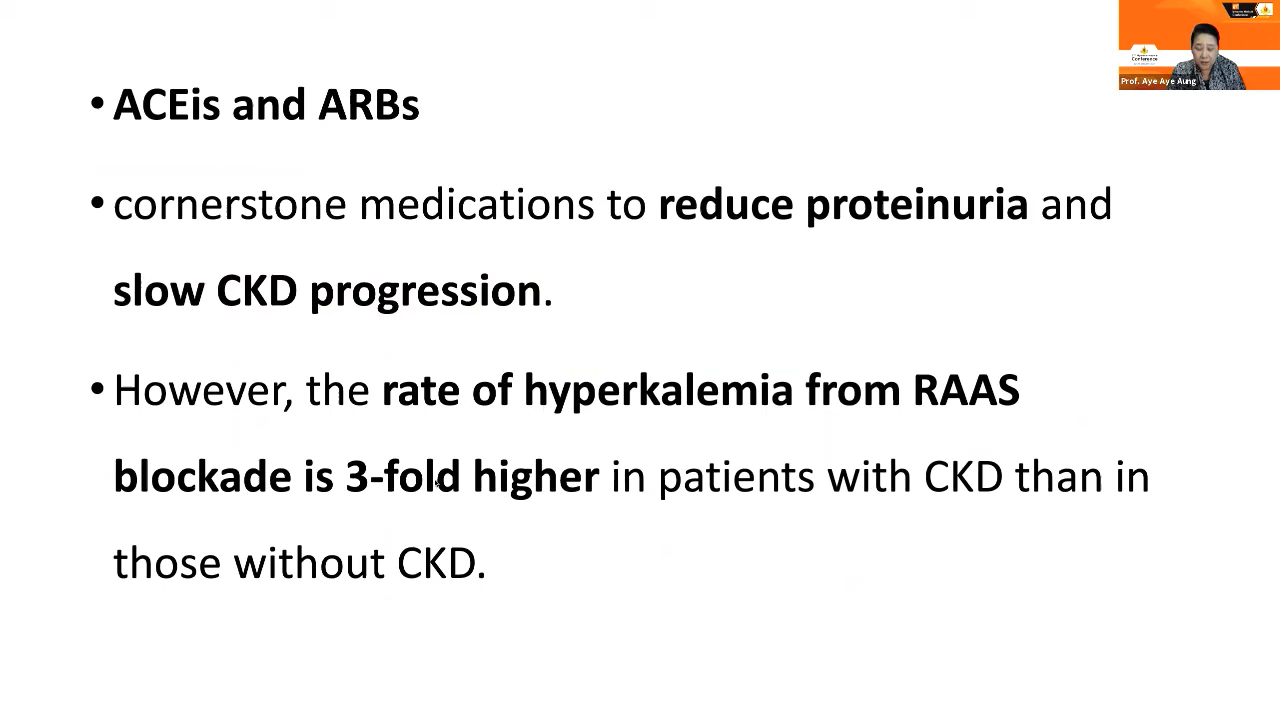 Conference
Prof. Aye Aye Aung
• ACEis and ARBs
• cornerstone medications to reduce proteinuria and
slow CKD progression.
• However, the rate of hyperkalemia from RAAS
blockade is 3-fold higher in patients with CKD than in
those without CKD.